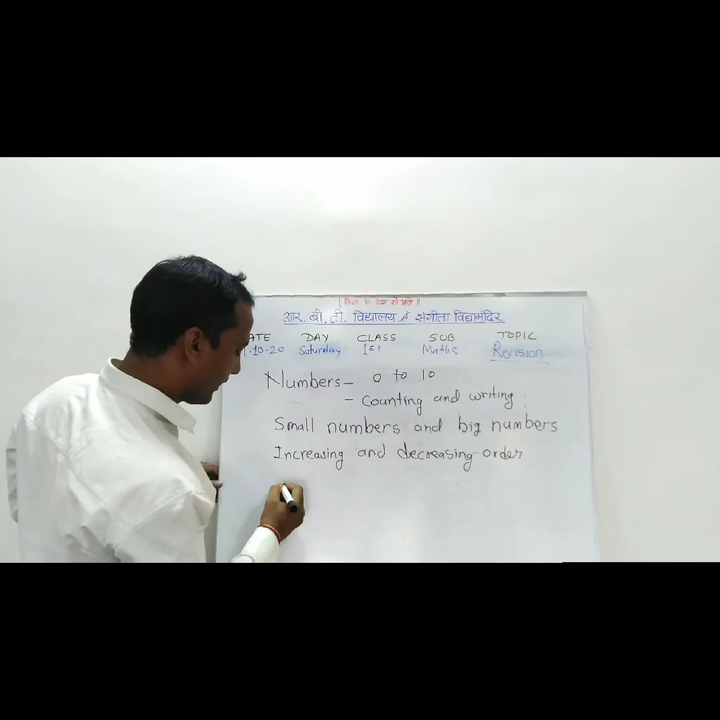 आर. बी. टी. विद्यालय & संगीता विद्यामंदिर
ATE DAY CLASS SUB TOPIC
10-20 Saturday 1st Maths Revision
Numbers - 0 to 10
- Counting and writing
Small numbers and big numbers
Increasing and decreasing order